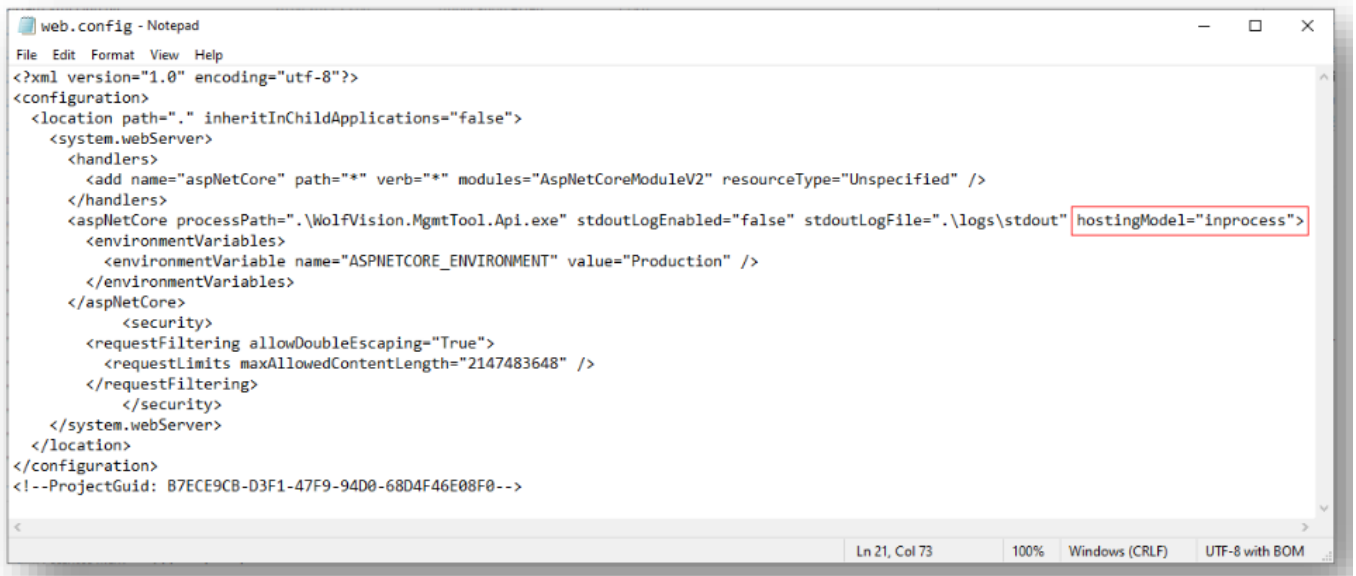 web.config - Notepad
File Edit Format View Help
<?xml version="1.0" encoding="utf-8"?>
<configuration>
  <location path="." inheritInChildApplications="false">
    <system.webServer>
      <handlers>
        <add name="aspNetCore" path="*" verb="*" modules="AspNetCoreModuleV2" resourceType="Unspecified" />
      </handlers>
      <aspNetCore processPath=".\WolfVision.MgmtTool.Api.exe" stdoutLogEnabled="false" stdoutLogFile=".\logs\stdout" hostingModel="inprocess">
        <environmentVariables>
          <environmentVariable name="ASPNETCORE_ENVIRONMENT" value="Production" />
        </environmentVariables>
      </aspNetCore>
            <security>
        <requestFiltering allowDoubleEscaping="True">
          <requestLimits maxAllowedContentLength="2147483648" />
        </requestFiltering>
            </security>
    </system.webServer>
  </location>
</configuration>
<!--ProjectGuid: B7ECE9CB-D3F1-47F9-94D0-68D4F46E08F0-->
Ln 21, Col 73 100% Windows (CRLF) UTF-8 with BOM